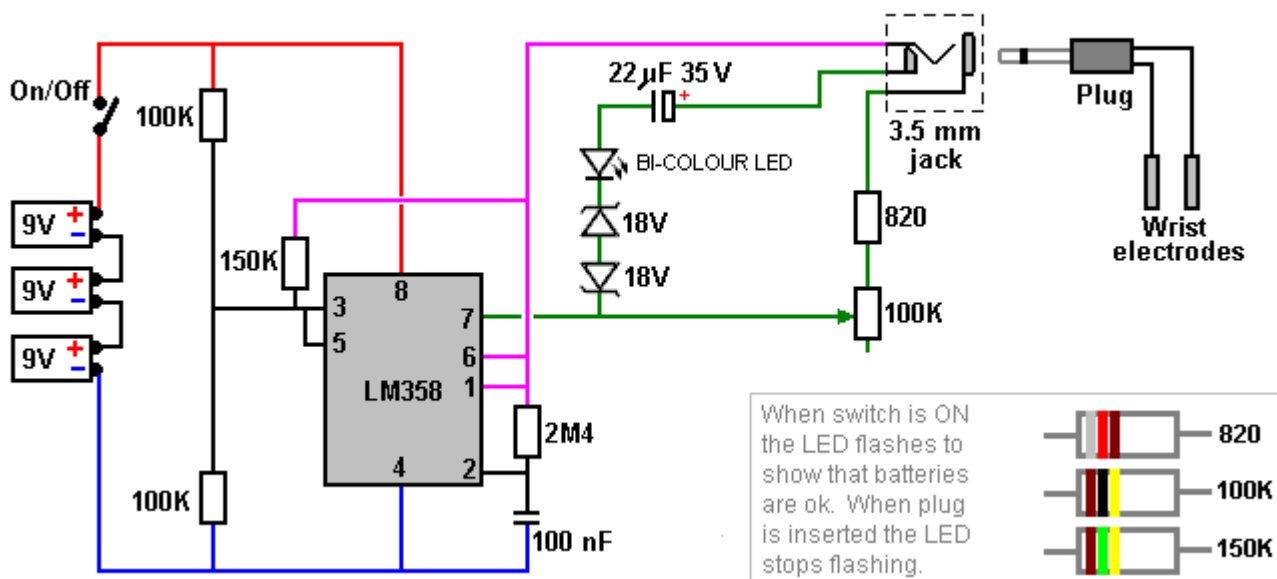 On/Off
100K
22µF 35V
+
Plug
3.5 mm
jack
BI-COLOUR LED
9V + –
150K
18V
820
Wrist
electrodes
9V + –
18V
8
3
7
100K
5
9V + –
6
LM358
1
2M4
4
2
100K
100 nF
When switch is ON
the LED flashes to
show that batteries
are ok. When plug
is inserted the LED
stops flashing.
820
100K
150K